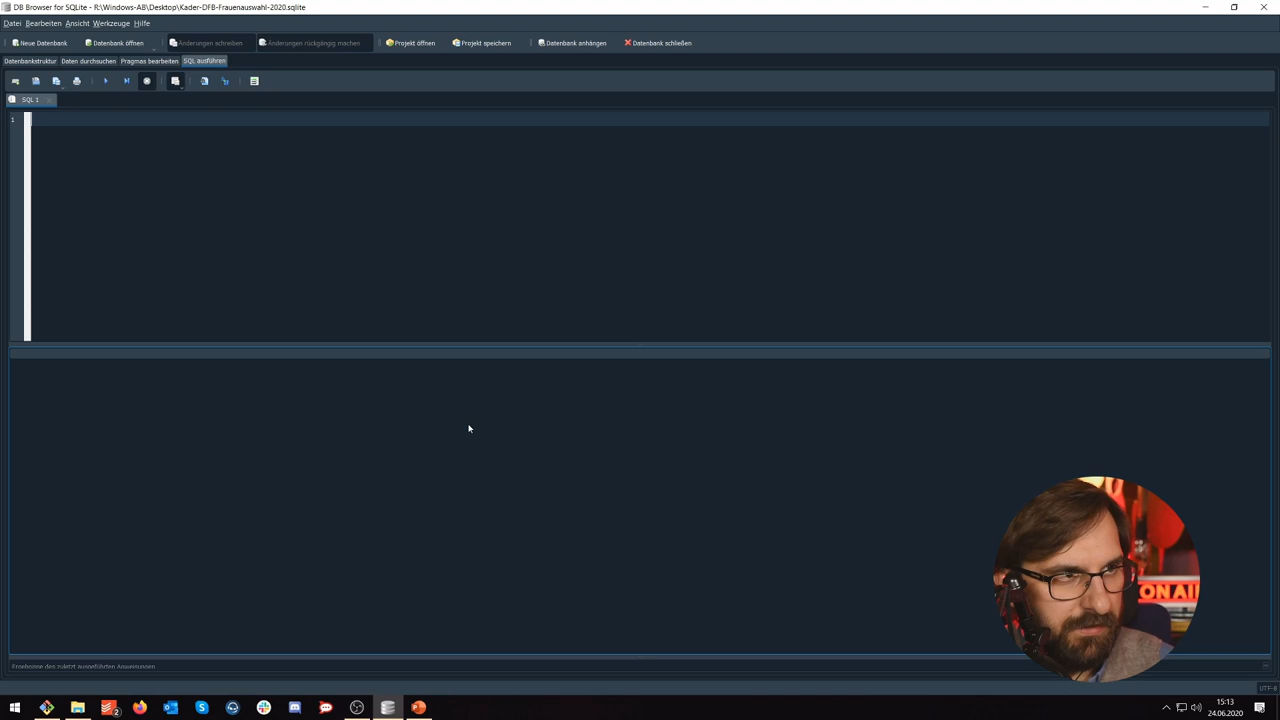 DB Browser for SQLite - R:\Windows-AB\Desktop\Kader-DFB-Frauenauswahl-2020.sqlite
Datei Bearbeiten Ansicht Werkzeuge Hilfe
Neue Datenbank Datenbank öffnen Änderungen schreiben Änderungen rückgängig machen Projekt öffnen Projekt speichern Datenbank anhängen Datenbank schließen
Datenbankstruktur Daten durchsuchen Pragmas bearbeiten SQL ausführen
SQL 1
1
ON AIR
Ergebnisse der zuletzt ausgeführten Anweisungen
UTF-8
2
15:13
24.06.2020